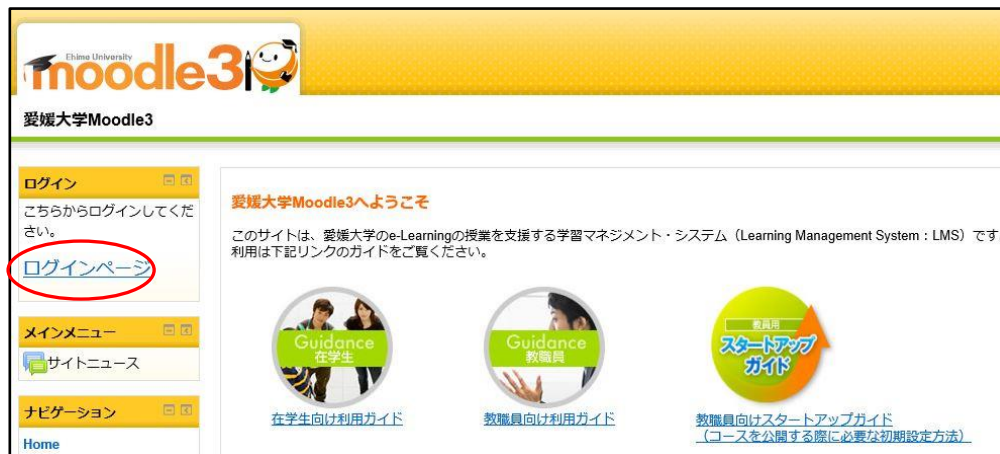 Ehime University
moodle3
愛媛大学Moodle3
ログイン
こちらからログインしてくだ
さい。
ログインページ
メインメニュー
サイトニュース
ナビゲーション
Home
愛媛大学Moodle3へようこそ
このサイトは、愛媛大学のe-Learningの授業を支援する学習マネジメント・システム（Learning Management System：LMS）です
利用は下記リンクのガイドをご覧ください。
Guidance
在学生
在学生向け利用ガイド
Guidance
教職員
教職員向け利用ガイド
教員用
スタートアップ
ガイド
教職員向けスタートアップガイド
（コースを公開する際に必要な初期設定方法）